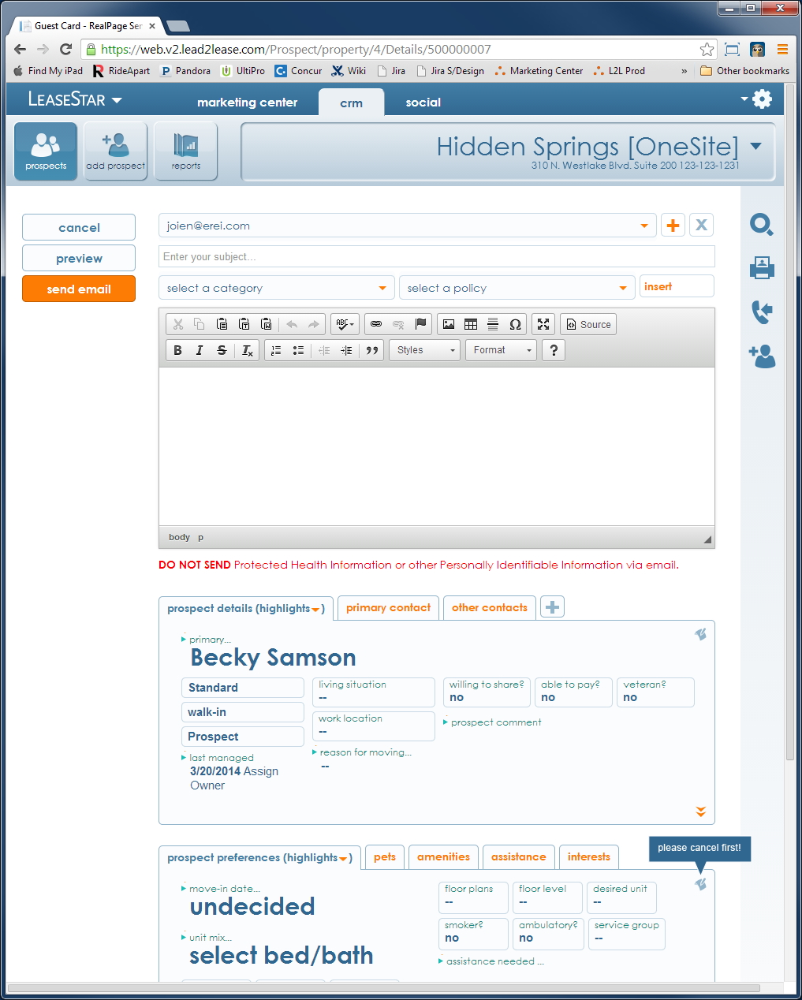 Guest Card - RealPage Ser
https://web.v2.lead2lease.com/Prospect/property/4/Details/500000007
Find My iPad RideApart Pandora UltiPro Concur Wiki Jira Jira S/Design Marketing Center L2L Prod » Other bookmarks
LEASESTAR marketing center crm social
prospects add prospect reports
Hidden Springs [OneSite]
310 N. Westlake Blvd. Suite 200 123-123-1231
cancel
preview
send email
joien@erei.com
X
Enter your subject...
select a category select a policy insert
ABC Ω Source
B I S Ix Styles Format ?
body p
DO NOT SEND Protected Health Information or other Personally Identifiable Information via email.
prospect details (highlights) primary contact other contacts
primary...
Becky Samson
Standard
walk-in
Prospect
last managed
3/20/2014 Assign
Owner
living situation
--
work location
--
reason for moving...
--
willing to share?
no
able to pay?
no
veteran?
no
prospect comment
please cancel first!
prospect preferences (highlights) pets amenities assistance interests
move-in date...
undecided
unit mix...
select bed/bath
floor plans
--
floor level
--
desired unit
--
smoker?
no
ambulatory?
no
service group
--
assistance needed ...